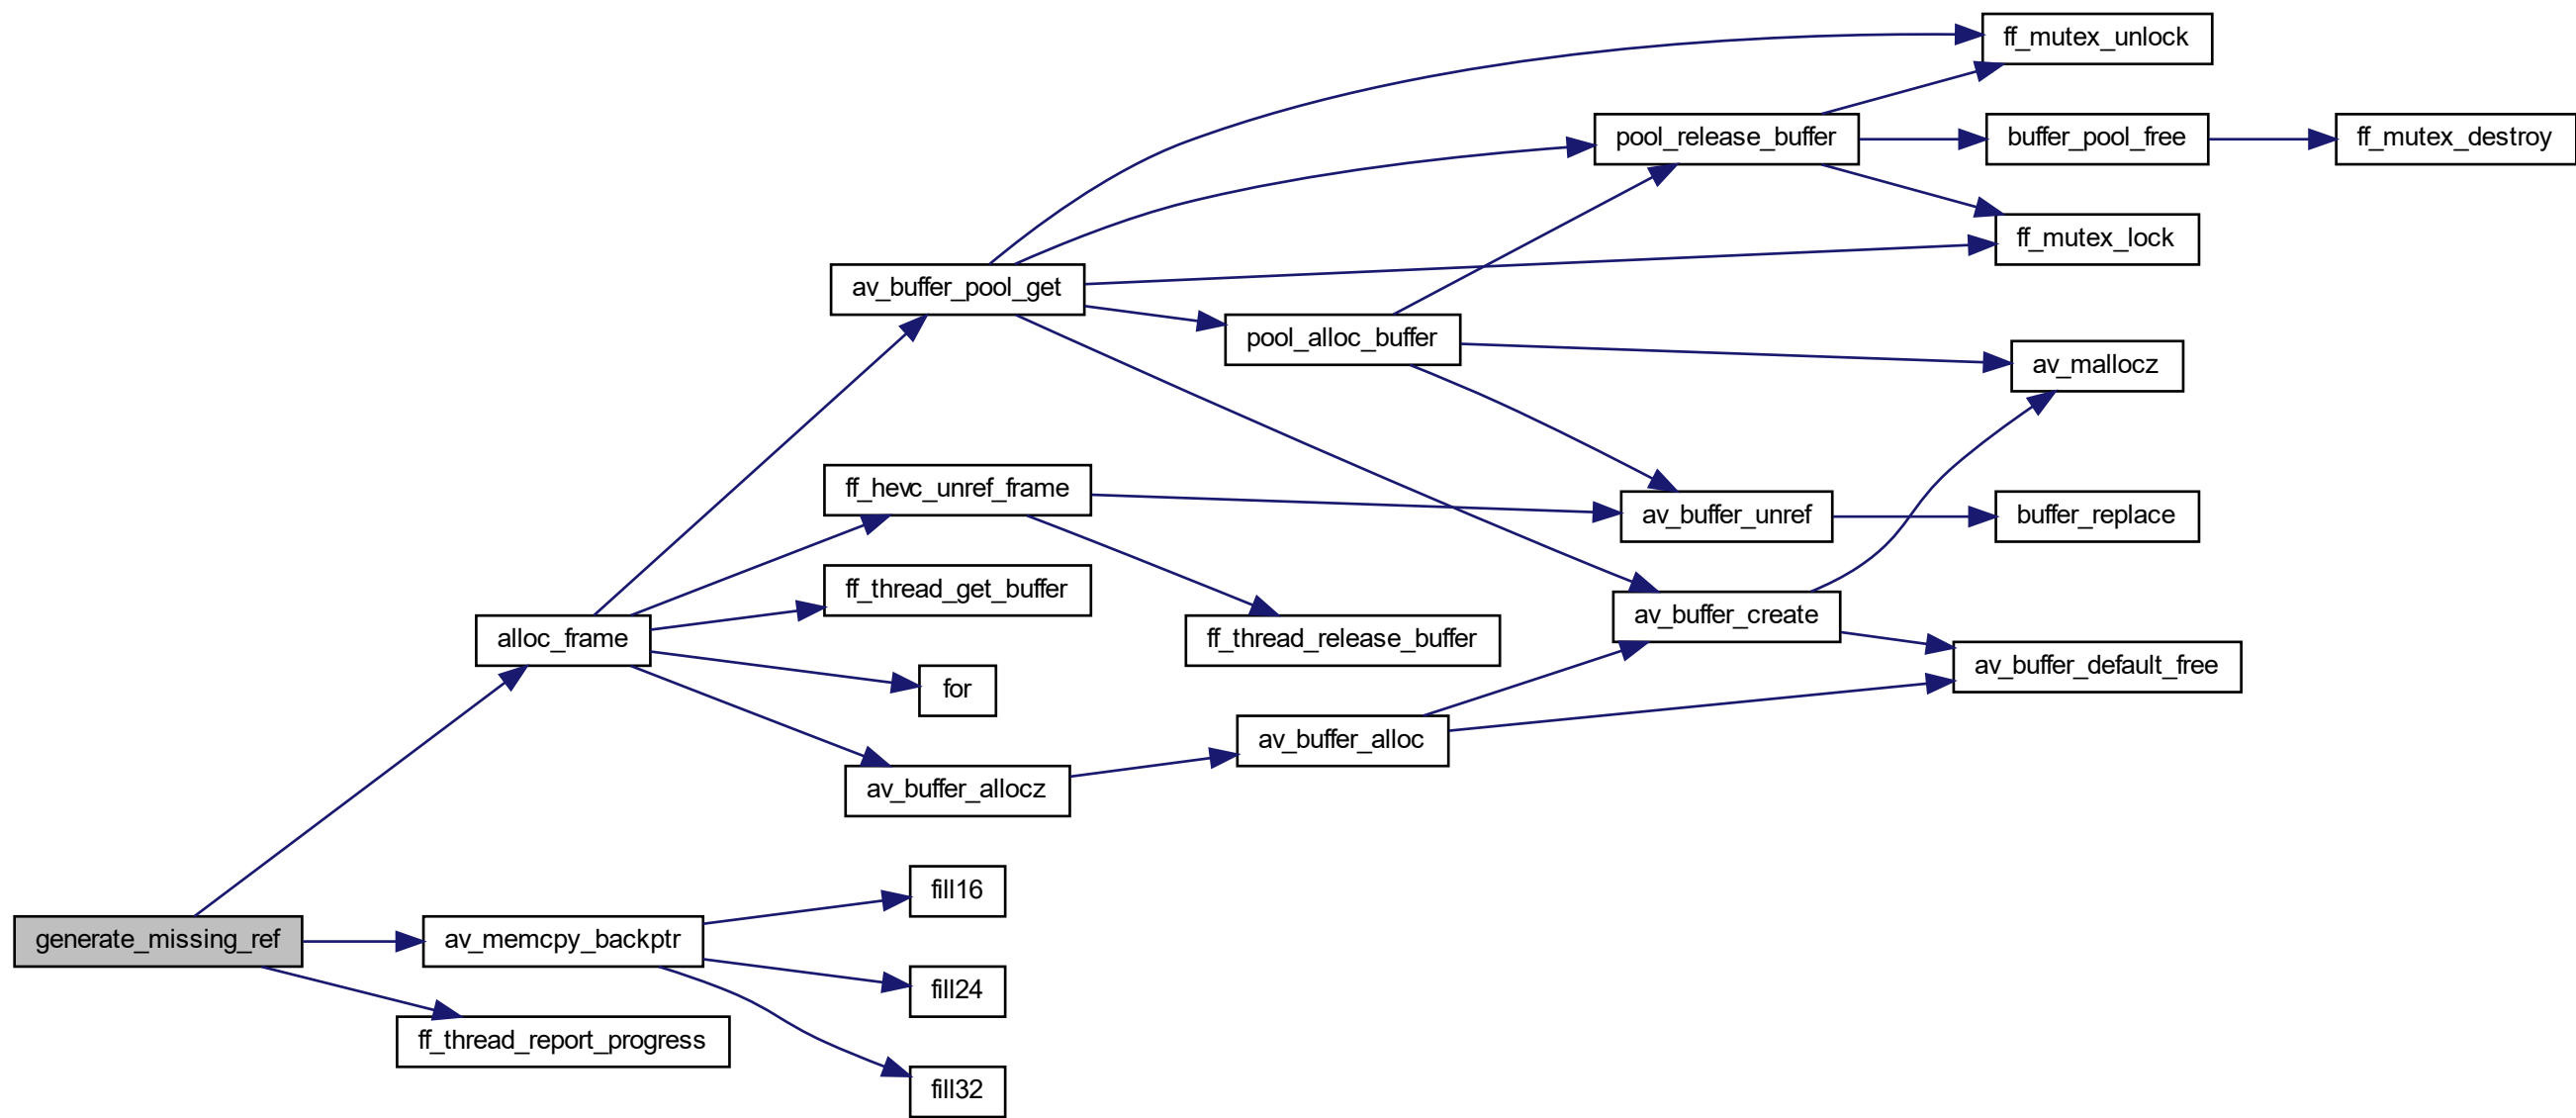 ff_mutex_unlock
pool_release_buffer
buffer_pool_free
ff_mutex_destroy
ff_mutex_lock
av_buffer_pool_get
pool_alloc_buffer
av_mallocz
ff_hevc_unref_frame
av_buffer_unref
buffer_replace
ff_thread_get_buffer
av_buffer_create
alloc_frame
ff_thread_release_buffer
av_buffer_default_free
for
av_buffer_alloc
av_buffer_allocz
fill16
generate_missing_ref
av_memcpy_backptr
fill24
ff_thread_report_progress
fill32